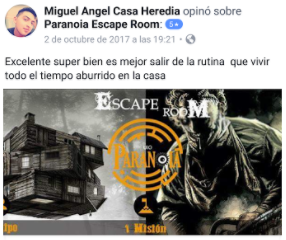 Miguel Angel Casa Heredia opinó sobre
Paranoia Escape Room: 5★
2 de octubre de 2017 a las 19:21 ·
Excelente super bien es mejor salir de la rutina que vivir
todo el tiempo aburrido en la casa
ESCAPE
ROOM
PARANOIA
1 Misión